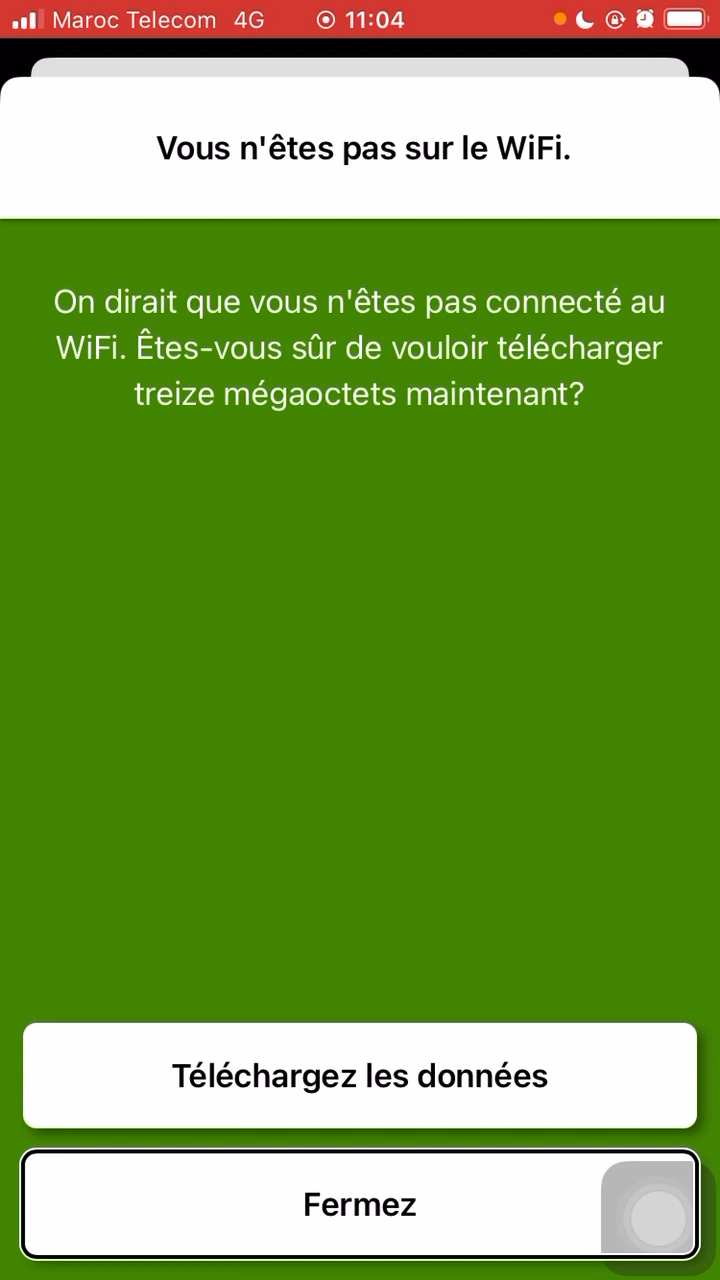 Maroc Telecom 4G 11:04
Vous n'êtes pas sur le WiFi.
On dirait que vous n'êtes pas connecté au
WiFi. Êtes-vous sûr de vouloir télécharger
treize mégaoctets maintenant?
Téléchargez les données
Fermez